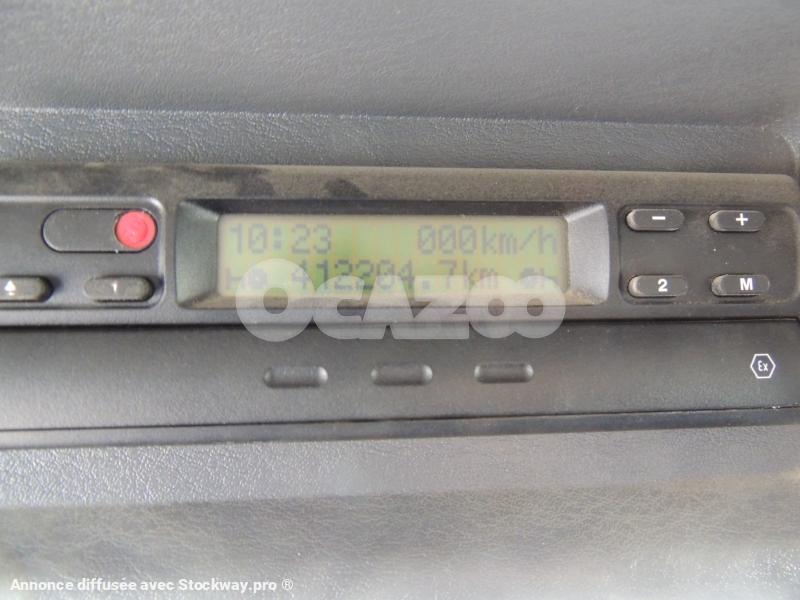 10:23 000km/h
412204.7km
OCAZOO
- +
2 M
Ex
Annonce diffusée avec Stockway.pro ®